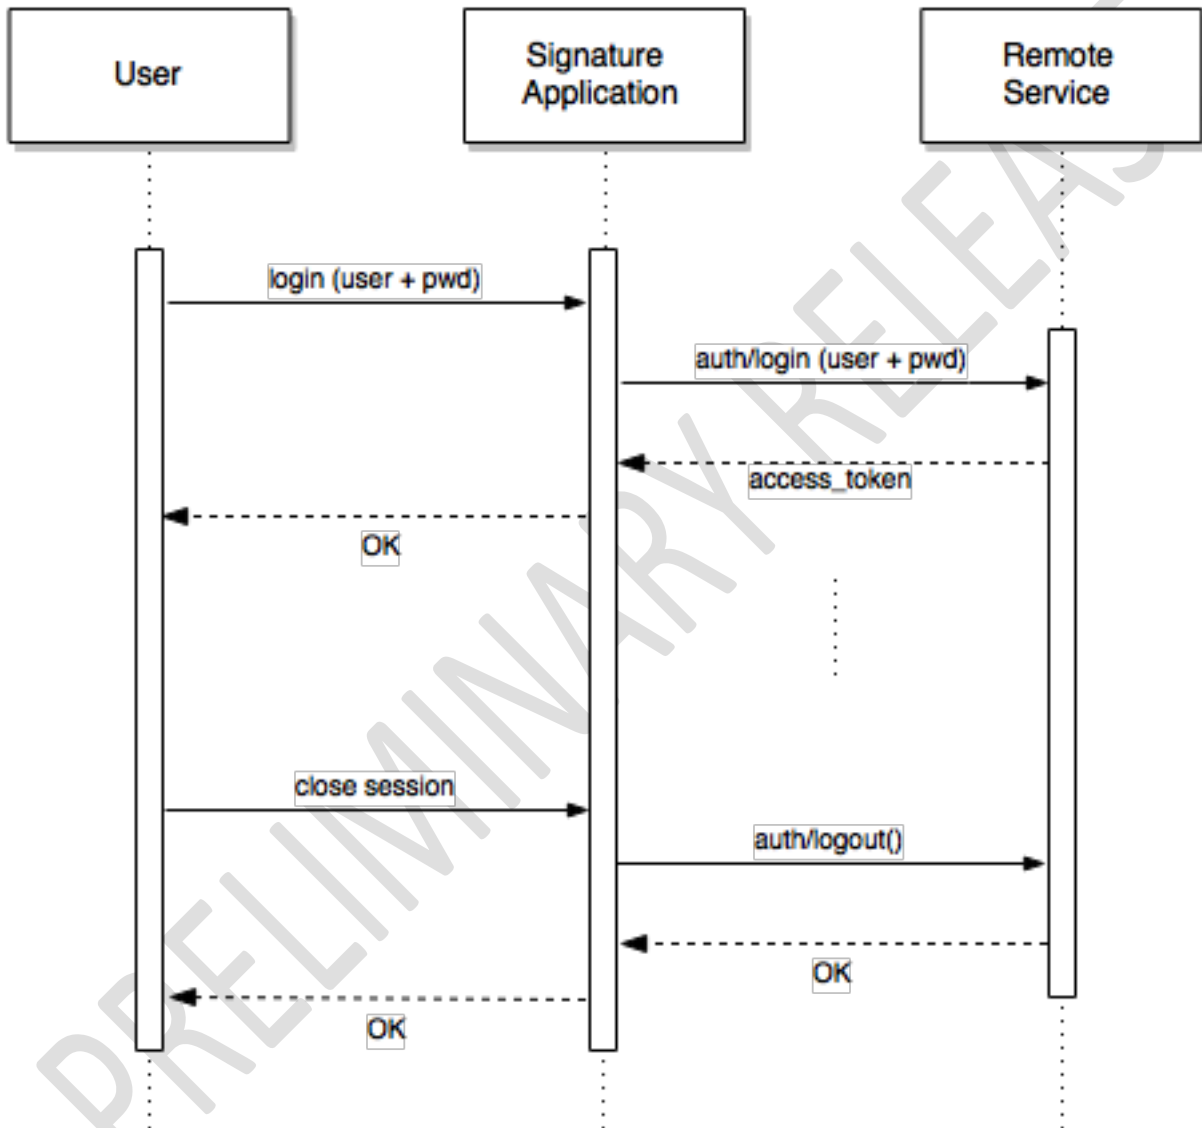 User
Signature
Application
Remote
Service
login (user + pwd)
auth/login (user + pwd)
access_token
OK
close session
auth/logout()
OK
OK
PRELIMINARY RELEAS